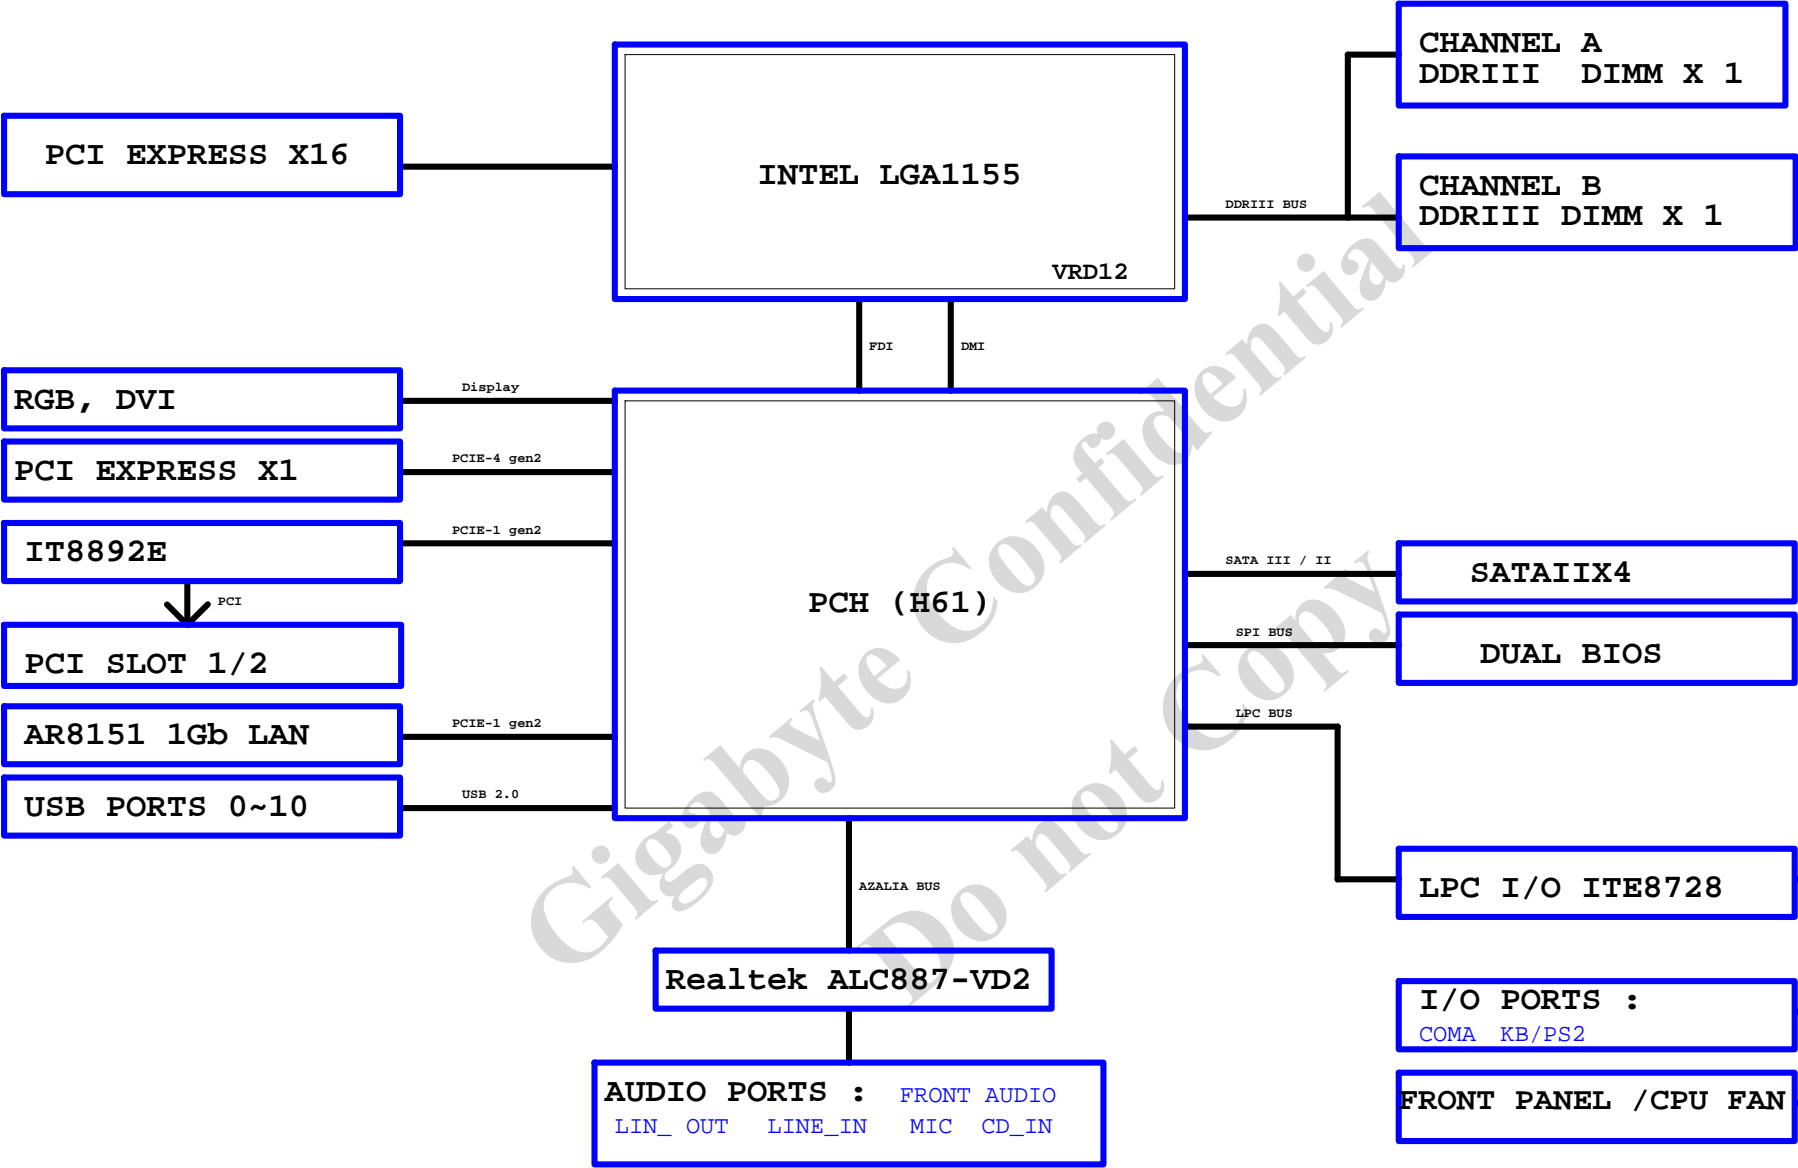 CHANNEL A
DDRIII DIMM X 1
PCI EXPRESS X16
INTEL LGA1155
CHANNEL B
DDRIII DIMM X 1
DDRIII BUS
VRD12
FDI
DMI
RGB, DVI
Display
PCI EXPRESS X1
PCIE-4 gen2
IT8892E
PCIE-1 gen2
PCI
PCI SLOT 1/2
AR8151 1Gb LAN
PCIE-1 gen2
USB PORTS 0~10
USB 2.0
PCH (H61)
SATA III / II
SATAIIX4
SPI BUS
DUAL BIOS
LPC BUS
LPC I/O ITE8728
AZALIA BUS
Realtek ALC887-VD2
I/O PORTS :
COMA KB/PS2
AUDIO PORTS : FRONT AUDIO
LIN_ OUT LINE_IN MIC CD_IN
FRONT PANEL /CPU FAN
Gigabyte Confidential
Do not Copy